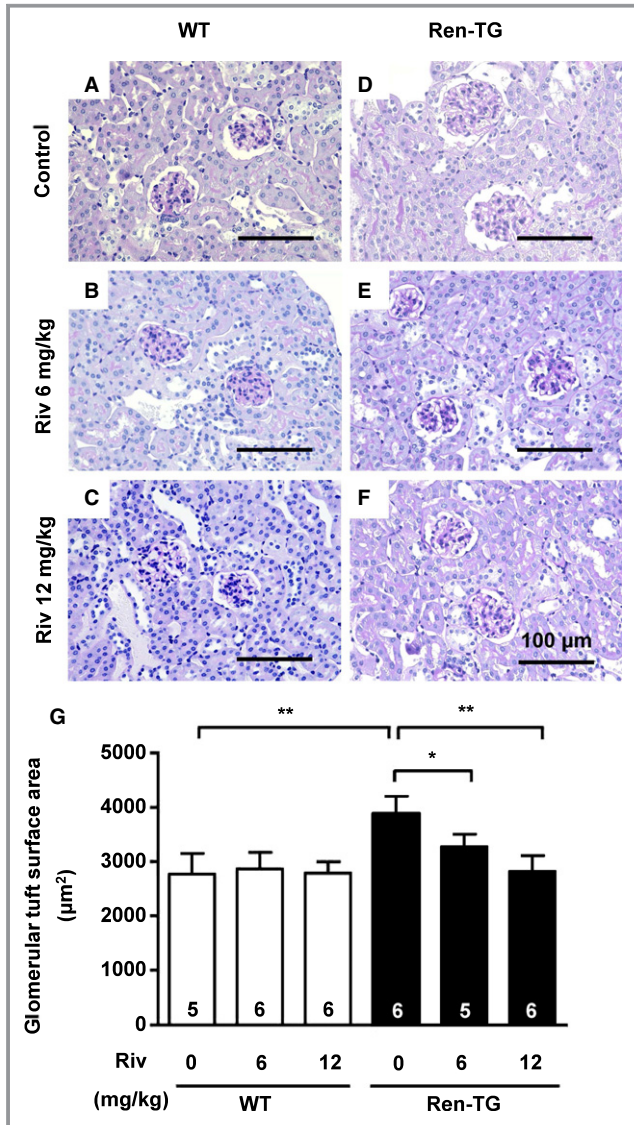 WT Ren-TG
A D
Control
B E
Riv 6 mg/kg
C F
Riv 12 mg/kg
100 µm
G
** **
*
Glomerular tuft surface area
(µm²)
5000
4000
3000
2000
1000
0
5 6 6 6 5 6
Riv 0 6 12 0 6 12
(mg/kg) WT Ren-TG